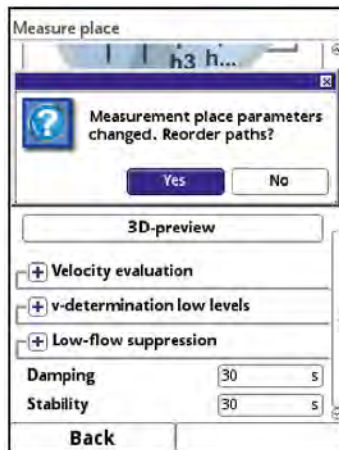 Measure place
h3 h...
Measurement place parameters
changed. Reorder paths?
Yes No
3D-preview
Velocity evaluation
v-determination low levels
Low-flow suppression
Damping 30 s
Stability 30 s
Back